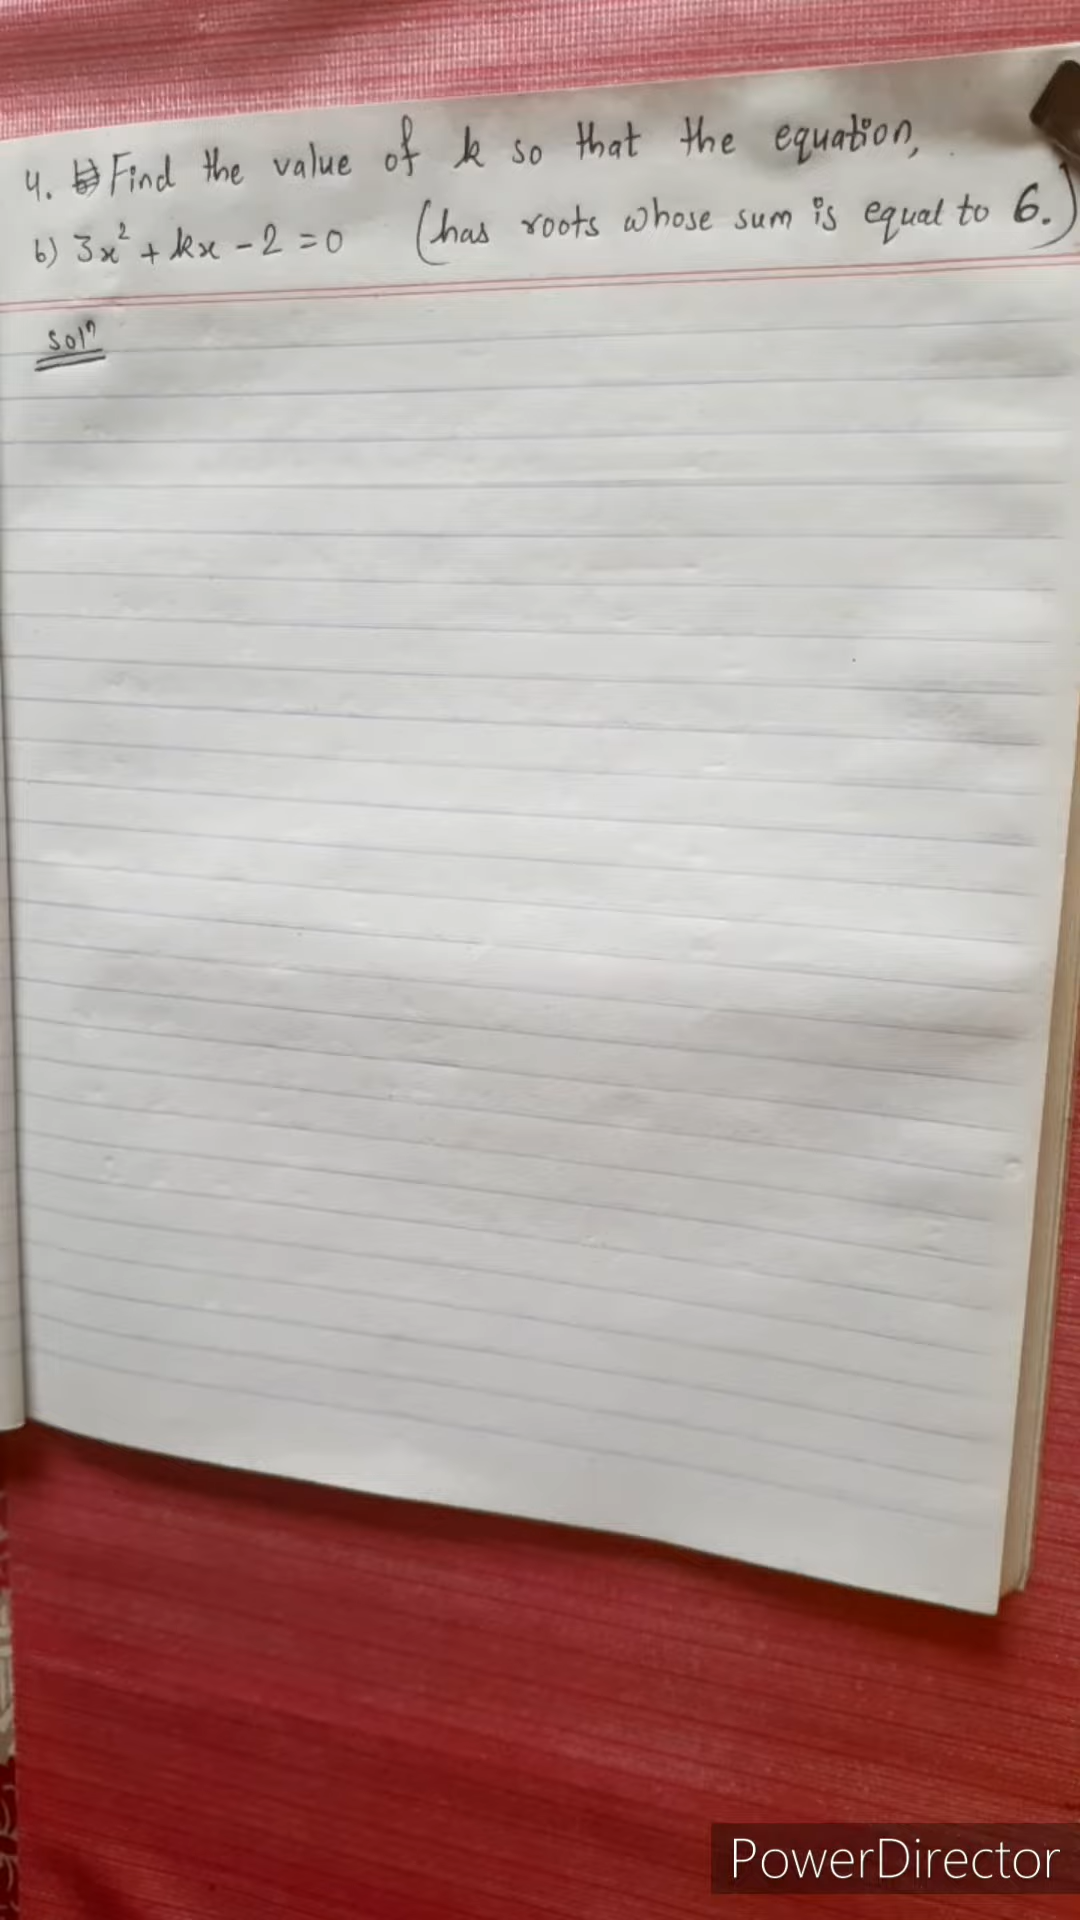 4. Find the value of k so that the equation,
b) 3x² + kx - 2 = 0 (has roots whose sum is equal to 6.)
Solⁿ
PowerDirector